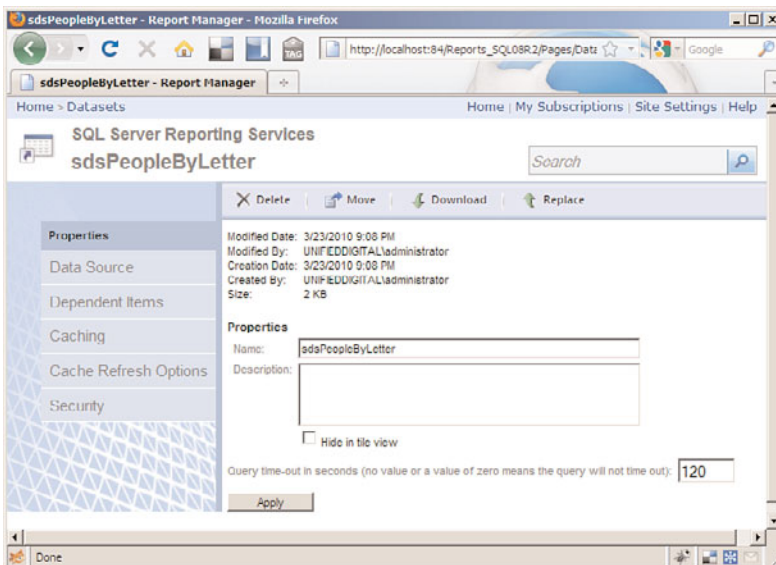 sdsPeopleByLetter - Report Manager - Mozilla Firefox
TAG
http://localhost:84/Reports_SQL08R2/Pages/Data
Google
sdsPeopleByLetter - Report Manager
Home > Datasets
Home | My Subscriptions | Site Settings | Help
SQL Server Reporting Services
sdsPeopleByLetter
Search
Delete
Move
Download
Replace
Properties
Data Source
Dependent Items
Caching
Cache Refresh Options
Security
Modified Date: 3/23/2010 9:08 PM
Modified By: UNIFIEDDIGITAL\administrator
Creation Date: 3/23/2010 9:08 PM
Created By: UNIFIEDDIGITAL\administrator
Size: 2 KB
Properties
Name: sdsPeopleByLetter
Description:
Hide in tile view
Query time-out in seconds (no value or a value of zero means the query will not time out): 120
Apply
Done